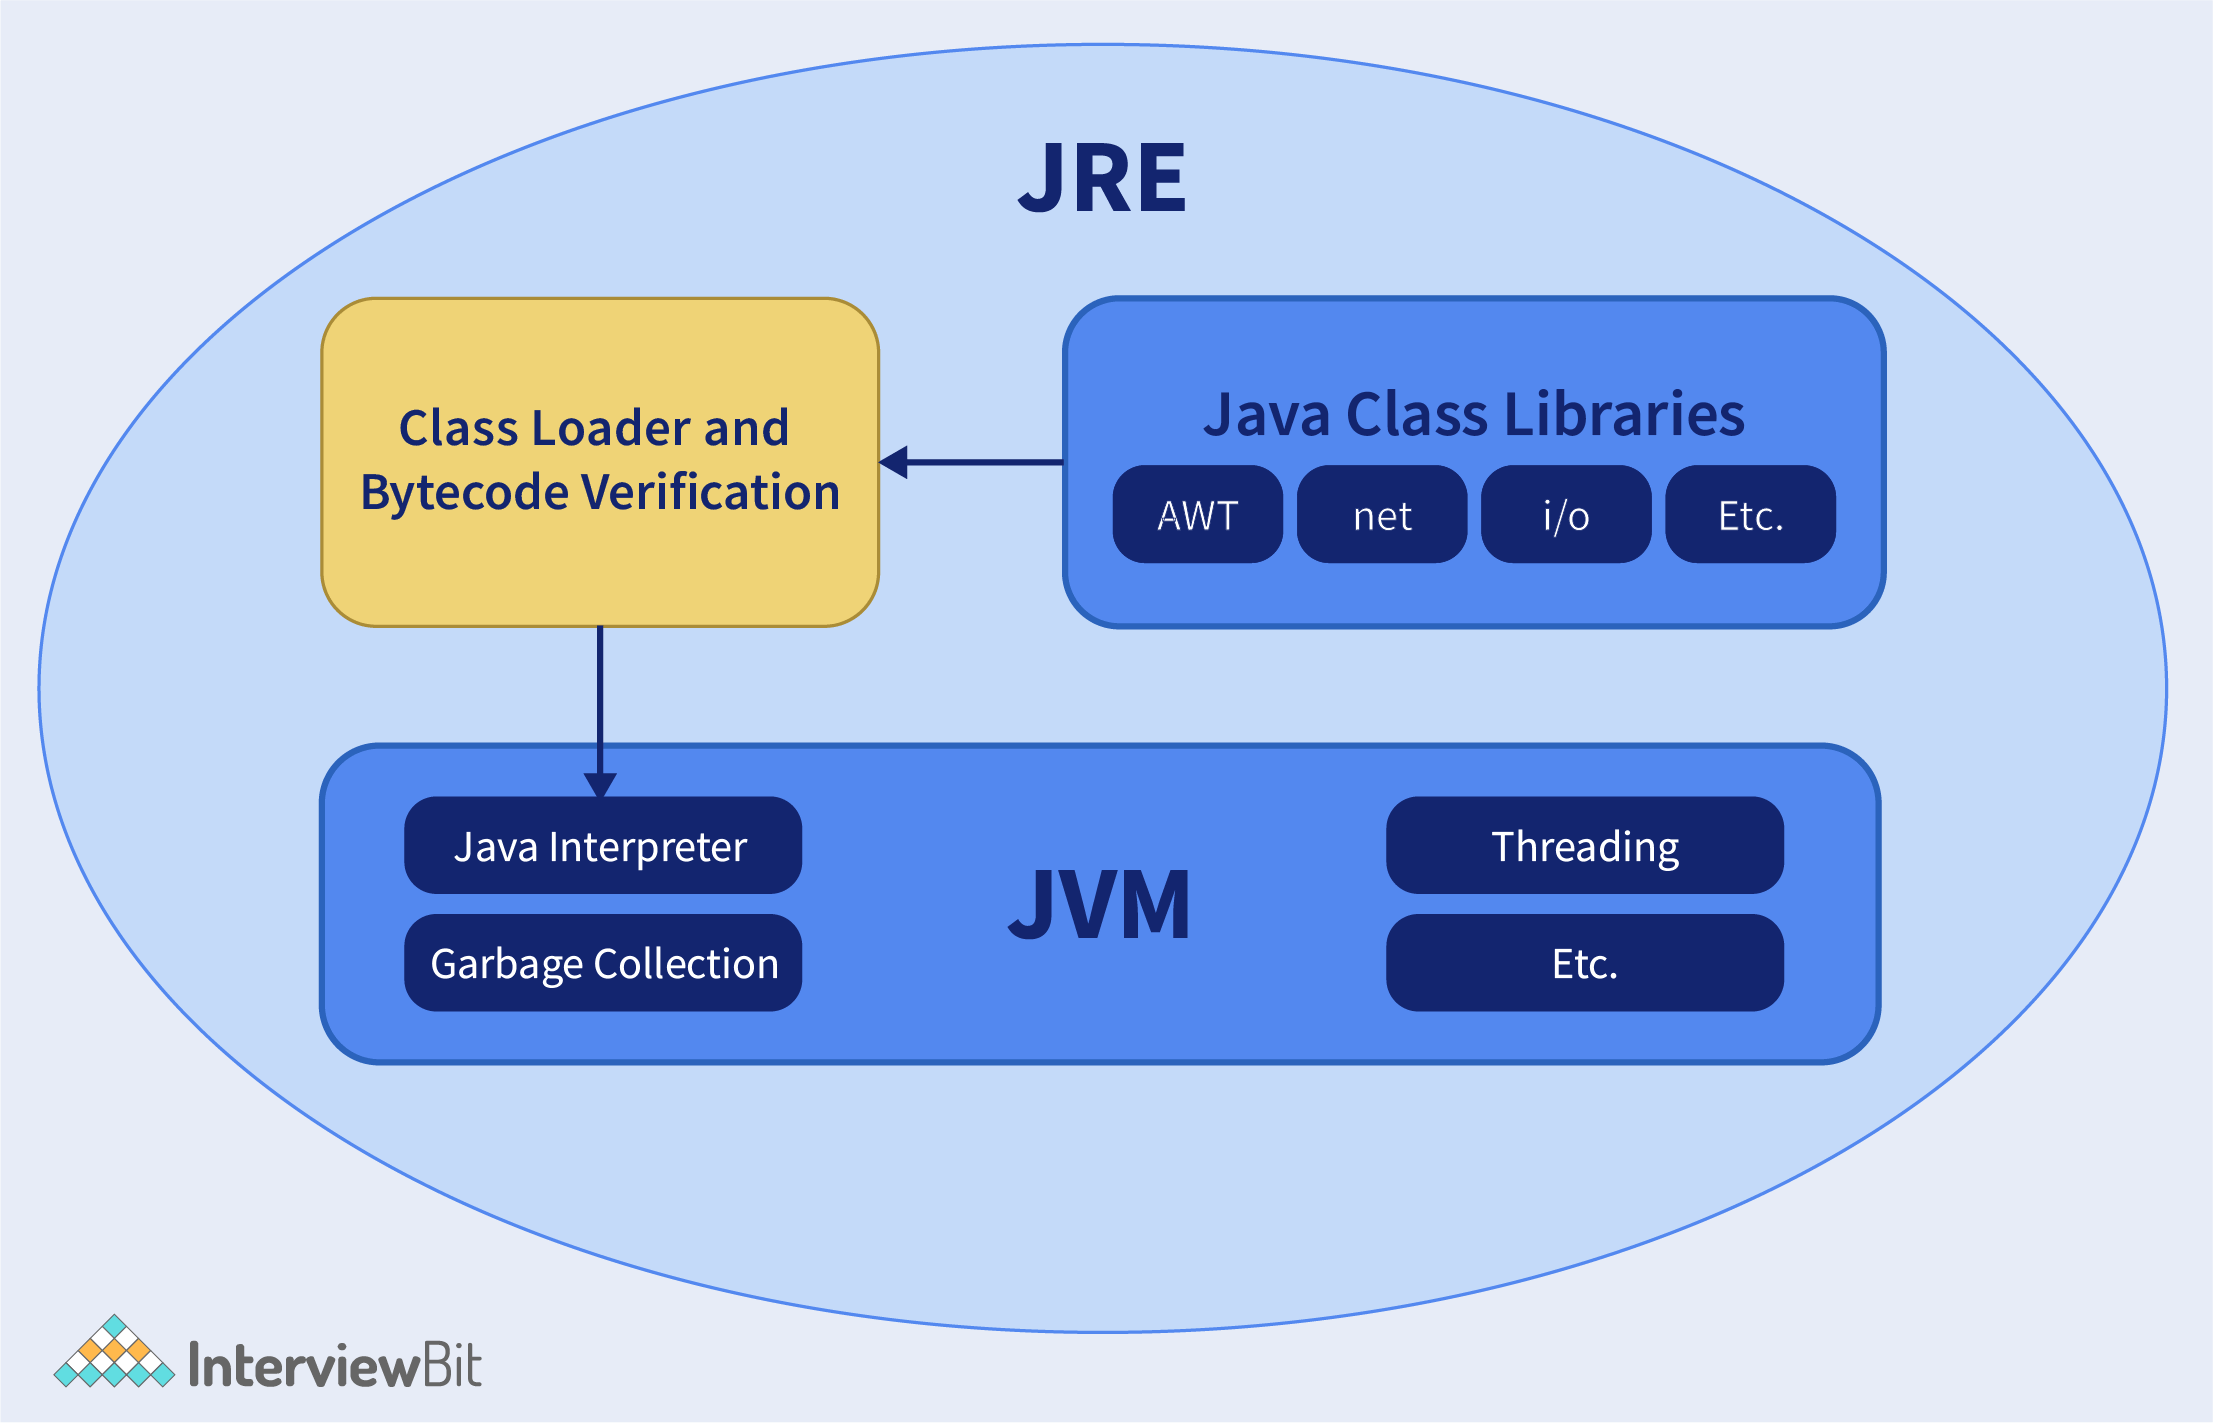 JRE
Class Loader and
Bytecode Verification
Java Class Libraries
AWT
net
i/o
Etc.
JVM
Java Interpreter
Garbage Collection
Threading
Etc.
InterviewBit